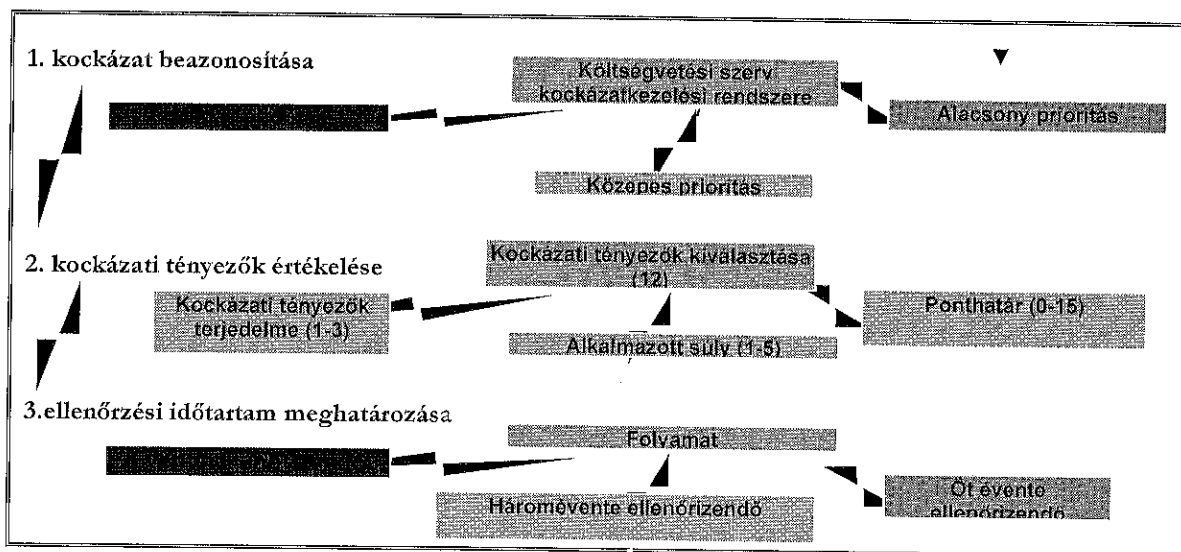 1. kockázat beazonosítása
Költségvetési szerv
kockázatkezelési rendszere
Alacsony prioritás
Közepes prioritás
2. kockázati tényezők értékelése
Kockázati tényezők kiválasztása
(12)
Kockázati tényezők
terjedelme (1-3)
Ponthatár (0-15)
Alkalmazott súly (1-5)
3.ellenőrzési időtartam meghatározása
Folyamat
Háromévente ellenőrizendő
Öt évente
ellenőrizendő